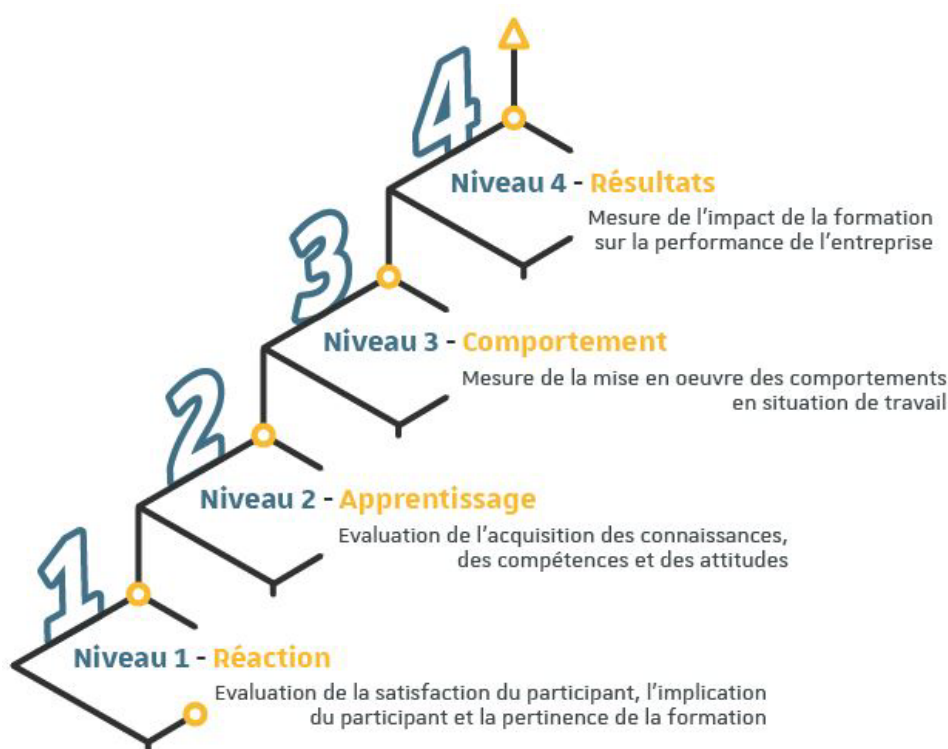 4
Niveau 4 - Résultats
Mesure de l'impact de la formation
sur la performance de l'entreprise
3
Niveau 3 - Comportement
Mesure de la mise en oeuvre des comportements
en situation de travail
2
Niveau 2 - Apprentissage
Evaluation de l'acquisition des connaissances,
des compétences et des attitudes
1
Niveau 1 - Réaction
Evaluation de la satisfaction du participant, l'implication
du participant et la pertinence de la formation